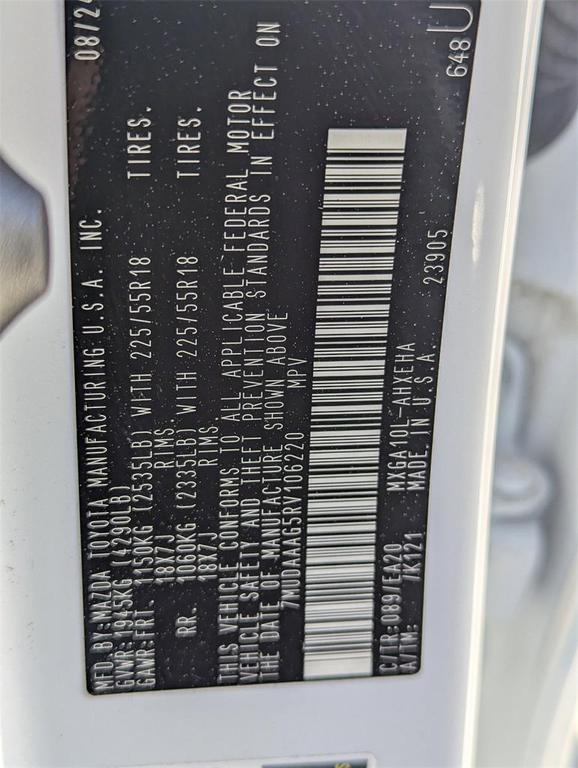 MFD.BY:MAZDA TOYOTA MANUFACTURING U.S.A. INC. 08/24
GVWR:1945KG(4290LB)
GAWR:FRT. 1150KG (2535LB) WITH 225/55R18 TIRES.
18X7J RIMS
RR. 1060KG (2335LB) WITH 225/55R18 TIRES.
18X7J RIMS
THIS VEHICLE CONFORMS TO ALL APPLICABLE FEDERAL MOTOR
VEHICLE SAFETY AND THEFT PREVENTION STANDARDS IN EFFECT ON
THE DATE OF MANUFACTURE SHOWN ABOVE
7MUDAAAG5RV106220 MPV
C/TR:089/EA20 MXGA10L-AHXEHA 648U
A/TM: /K121 MADE IN U.S.A. 23905